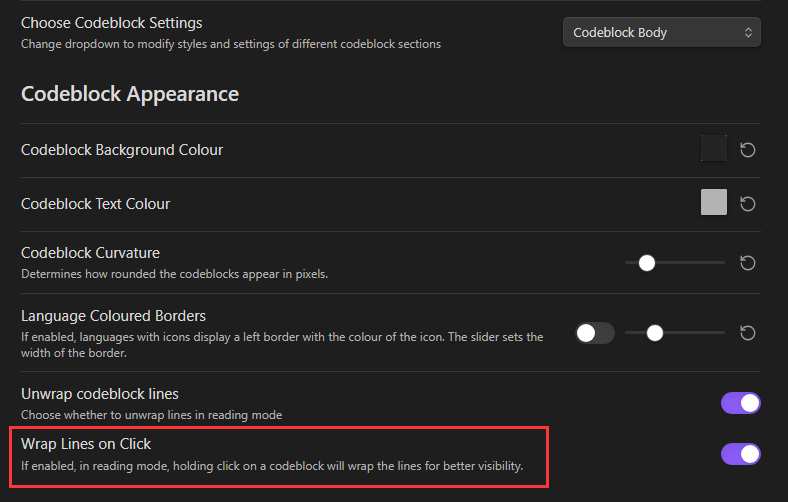 Choose Codeblock Settings
Change dropdown to modify styles and settings of different codeblock sections
Codeblock Body
Codeblock Appearance
Codeblock Background Colour
Codeblock Text Colour
Codeblock Curvature
Determines how rounded the codeblocks appear in pixels.
Language Coloured Borders
If enabled, languages with icons display a left border with the colour of the icon. The slider sets the
width of the border.
Unwrap codeblock lines
Choose whether to unwrap lines in reading mode
Wrap Lines on Click
If enabled, in reading mode, holding click on a codeblock will wrap the lines for better visibility.